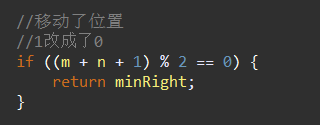 //移动了位置
//1改成了0
if ((m + n + 1) % 2 == 0) {
    return minRight;
}